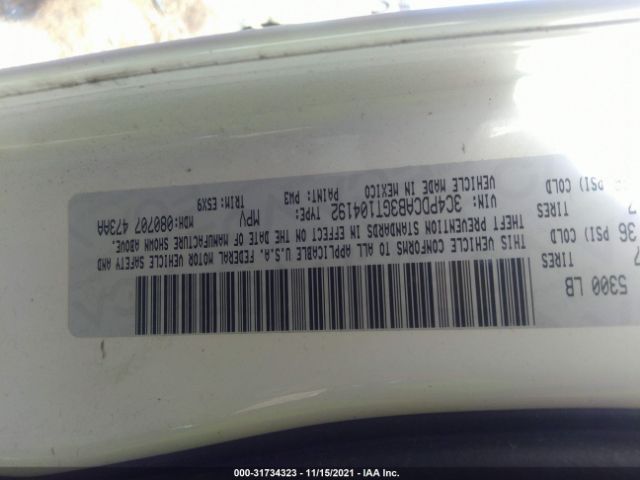 5300 LB
TIRES
36 PSI) COLD
TIRES
PSI) COLD
THIS VEHICLE CONFORMS TO ALL APPLICABLE U.S.A. FEDERAL MOTOR VEHICLE SAFETY AND
THEFT PREVENTION STANDARDS IN EFFECT ON THE DATE OF MANUFACTURE SHOWN ABOVE.
VIN: 3C4PDCAB3GT104192 TYPE: MPV MDH: 080707 473AA
VEHICLE MADE IN MEXICO PAINT: PW3 TRIM: ESX9
000-31734323 - 11/15/2021 - IAA Inc.